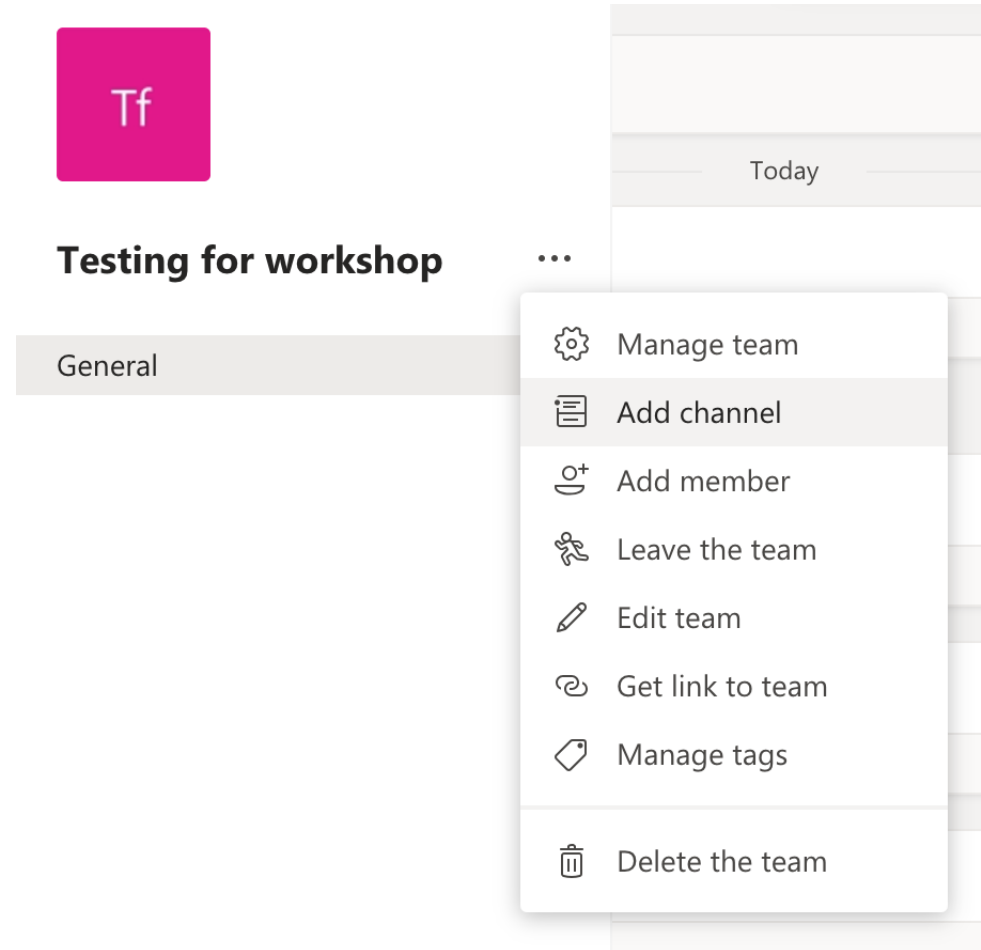 Tf
Today
Testing for workshop
General
Manage team
Add channel
Add member
Leave the team
Edit team
Get link to team
Manage tags
Delete the team